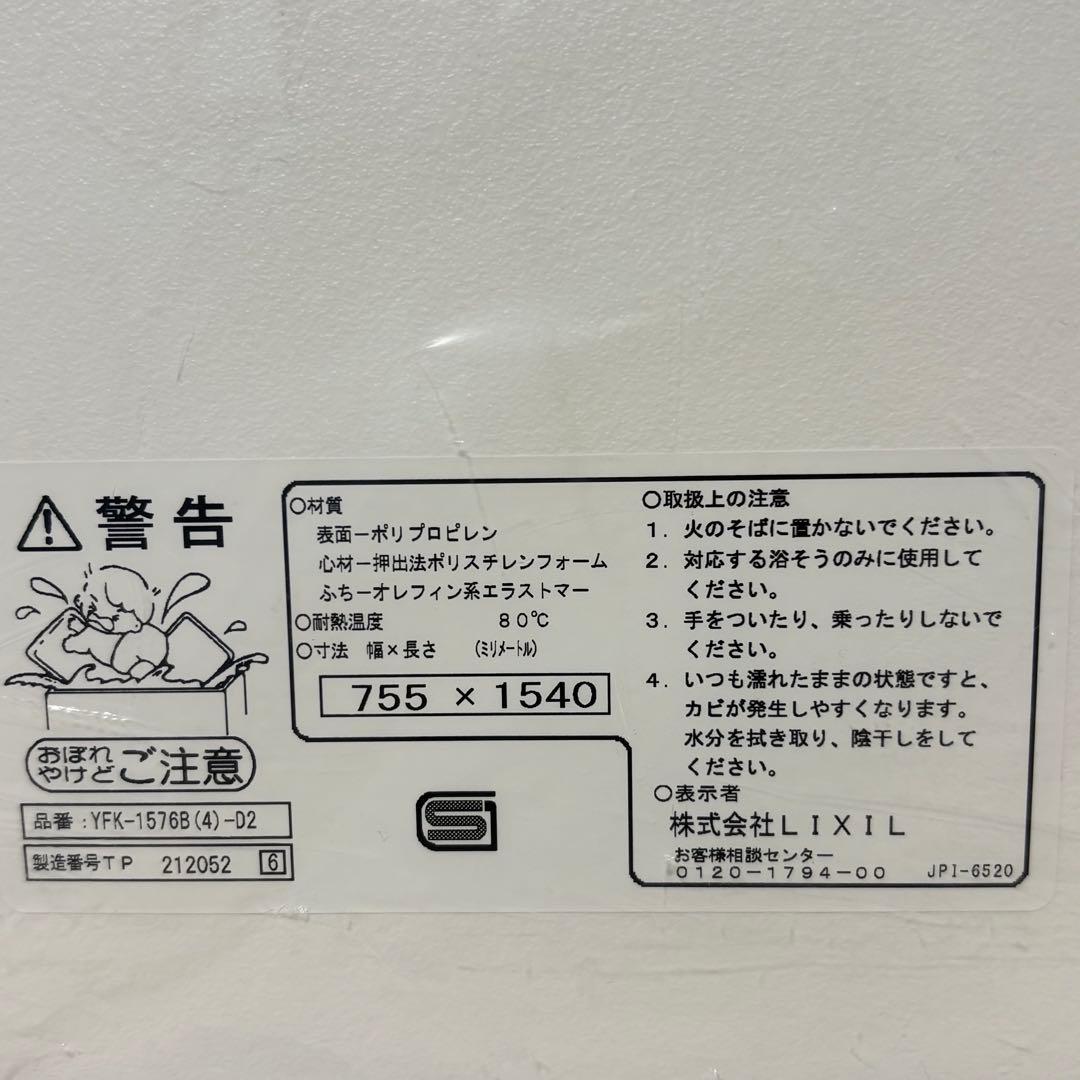 警告
おぼれ
やけど
ご注意
品番:YFK-1576B(4)-D2
製造番号TP 212052 6
○材質
表面ーポリプロピレン
心材ー押出法ポリスチレンフォーム
ふちーオレフィン系エラストマー
○耐熱温度 80℃
○寸法 幅×長さ (ミリメートル)
755 × 1540
○取扱上の注意
1. 火のそばに置かないでください。
2. 対応する浴そうのみに使用して
ください。
3. 手をついたり、乗ったりしないで
ください。
4. いつも濡れたままの状態ですと、
カビが発生しやすくなります。
水分を拭き取り、陰干しをして
ください。
○表示者
株式会社LIXIL
お客様相談センター
0120-1794-00 JPI-6520